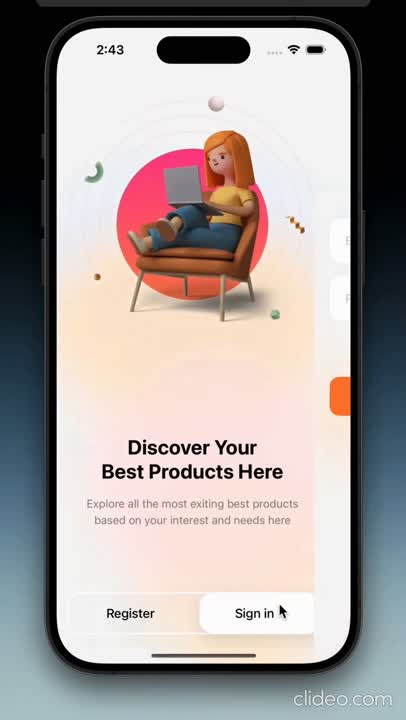 2:43
Discover Your
Best Products Here
Explore all the most exiting best products
based on your interest and needs here
Register
Sign in
clideo.com